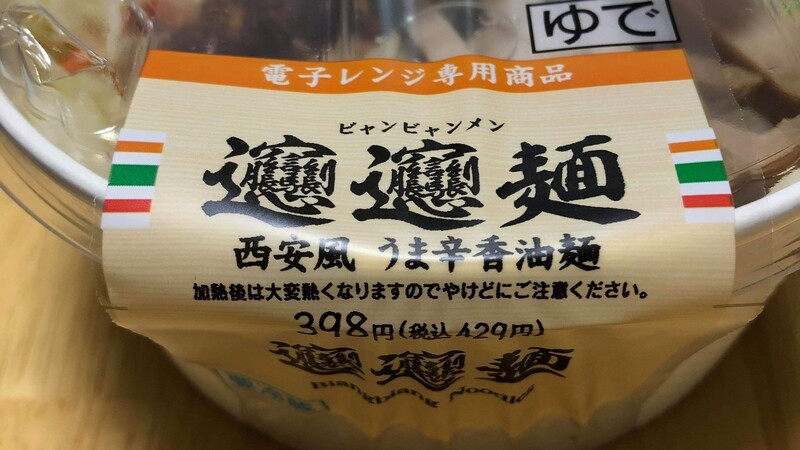 ゆで
電子レンジ専用商品
ビャンビャンメン
𰻞𰻞麺
西安風 うま辛香油麺
加熱後は大変熱くなりますのでやけどにご注意ください。
398円(税込429円)
𰻞𰻞麺
Biangbiang Noodles